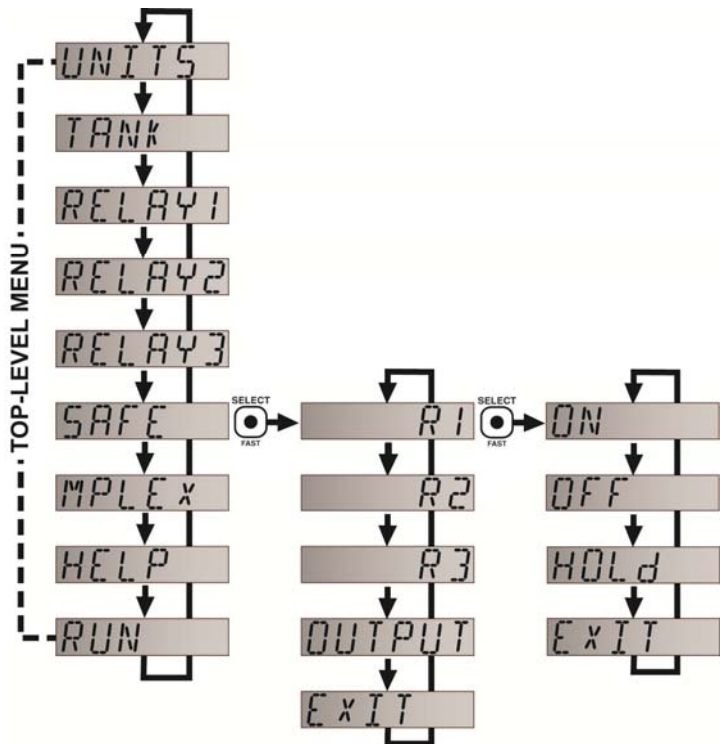 TOP-LEVEL MENU
UNITS
TANK
RELAY1
RELAY2
RELAY3
SAFE
MPLEx
HELP
RUN
SELECT
FAST
R1
R2
R3
OUTPUT
ExIT
SELECT
FAST
ON
OFF
HOLd
ExIT